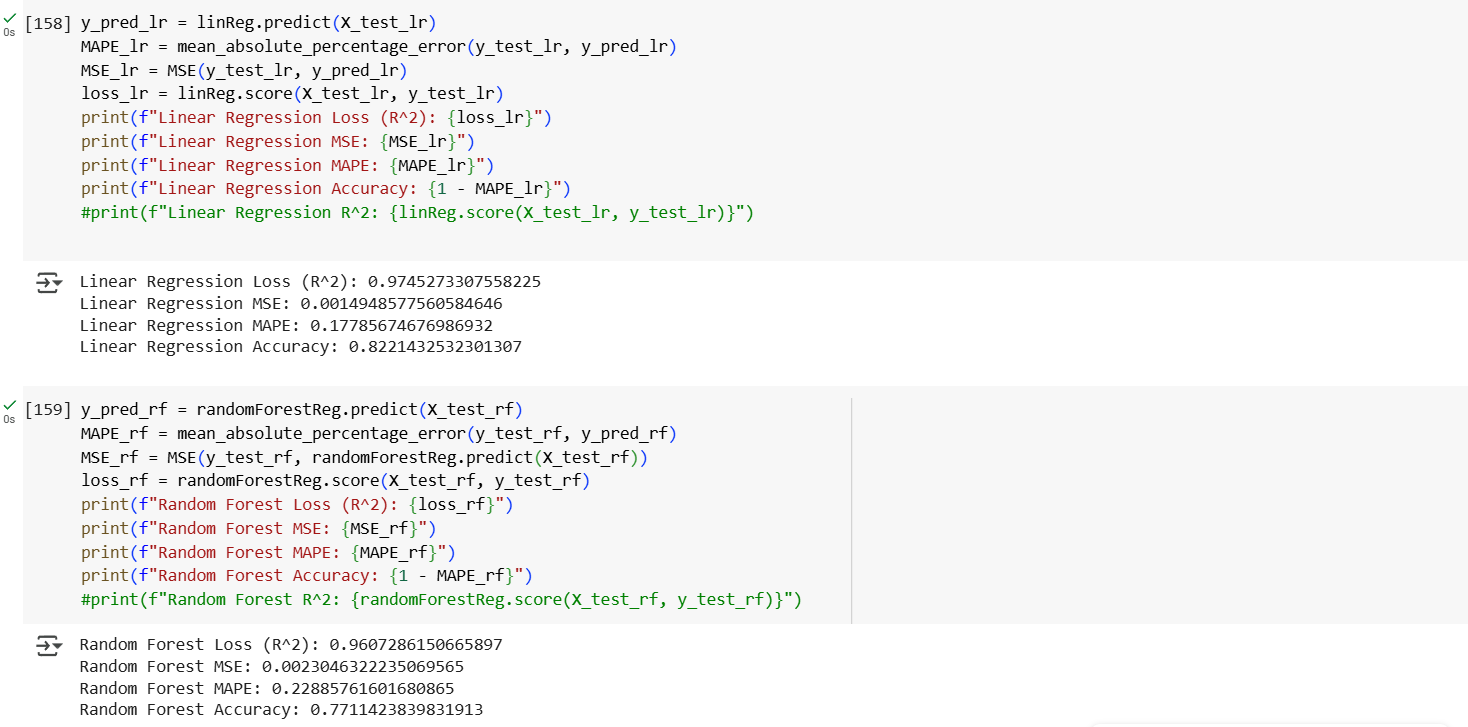 [158] y_pred_lr = linReg.predict(X_test_lr)
0s
MAPE_lr = mean_absolute_percentage_error(y_test_lr, y_pred_lr)
MSE_lr = MSE(y_test_lr, y_pred_lr)
loss_lr = linReg.score(X_test_lr, y_test_lr)
print(f"Linear Regression Loss (R^2): {loss_lr}")
print(f"Linear Regression MSE: {MSE_lr}")
print(f"Linear Regression MAPE: {MAPE_lr}")
print(f"Linear Regression Accuracy: {1 - MAPE_lr}")
#print(f"Linear Regression R^2: {linReg.score(X_test_lr, y_test_lr)}")
Linear Regression Loss (R^2): 0.9745273307558225
Linear Regression MSE: 0.0014948577560584646
Linear Regression MAPE: 0.17785674676986932
Linear Regression Accuracy: 0.8221432532301307
[159] y_pred_rf = randomForestReg.predict(X_test_rf)
0s
MAPE_rf = mean_absolute_percentage_error(y_test_rf, y_pred_rf)
MSE_rf = MSE(y_test_rf, randomForestReg.predict(X_test_rf))
loss_rf = randomForestReg.score(X_test_rf, y_test_rf)
print(f"Random Forest Loss (R^2): {loss_rf}")
print(f"Random Forest MSE: {MSE_rf}")
print(f"Random Forest MAPE: {MAPE_rf}")
print(f"Random Forest Accuracy: {1 - MAPE_rf}")
#print(f"Random Forest R^2: {randomForestReg.score(X_test_rf, y_test_rf)}")
Random Forest Loss (R^2): 0.9607286150665897
Random Forest MSE: 0.0023046322235069565
Random Forest MAPE: 0.22885761601680865
Random Forest Accuracy: 0.7711423839831913